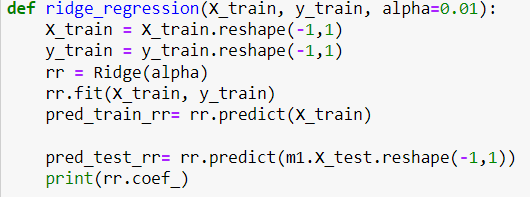 def ridge_regression(X_train, y_train, alpha=0.01):
    X_train = X_train.reshape(-1,1)
    y_train = y_train.reshape(-1,1)
    rr = Ridge(alpha)
    rr.fit(X_train, y_train)
    pred_train_rr= rr.predict(X_train)
    pred_test_rr= rr.predict(m1.X_test.reshape(-1,1))
    print(rr.coef_)